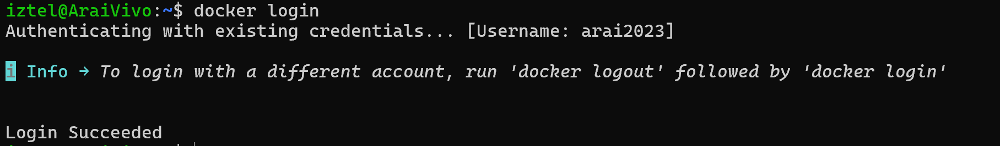 iztel@AraiVivo:~$ docker login
Authenticating with existing credentials... [Username: arai2023]
i Info → To login with a different account, run 'docker logout' followed by 'docker login'
Login Succeeded